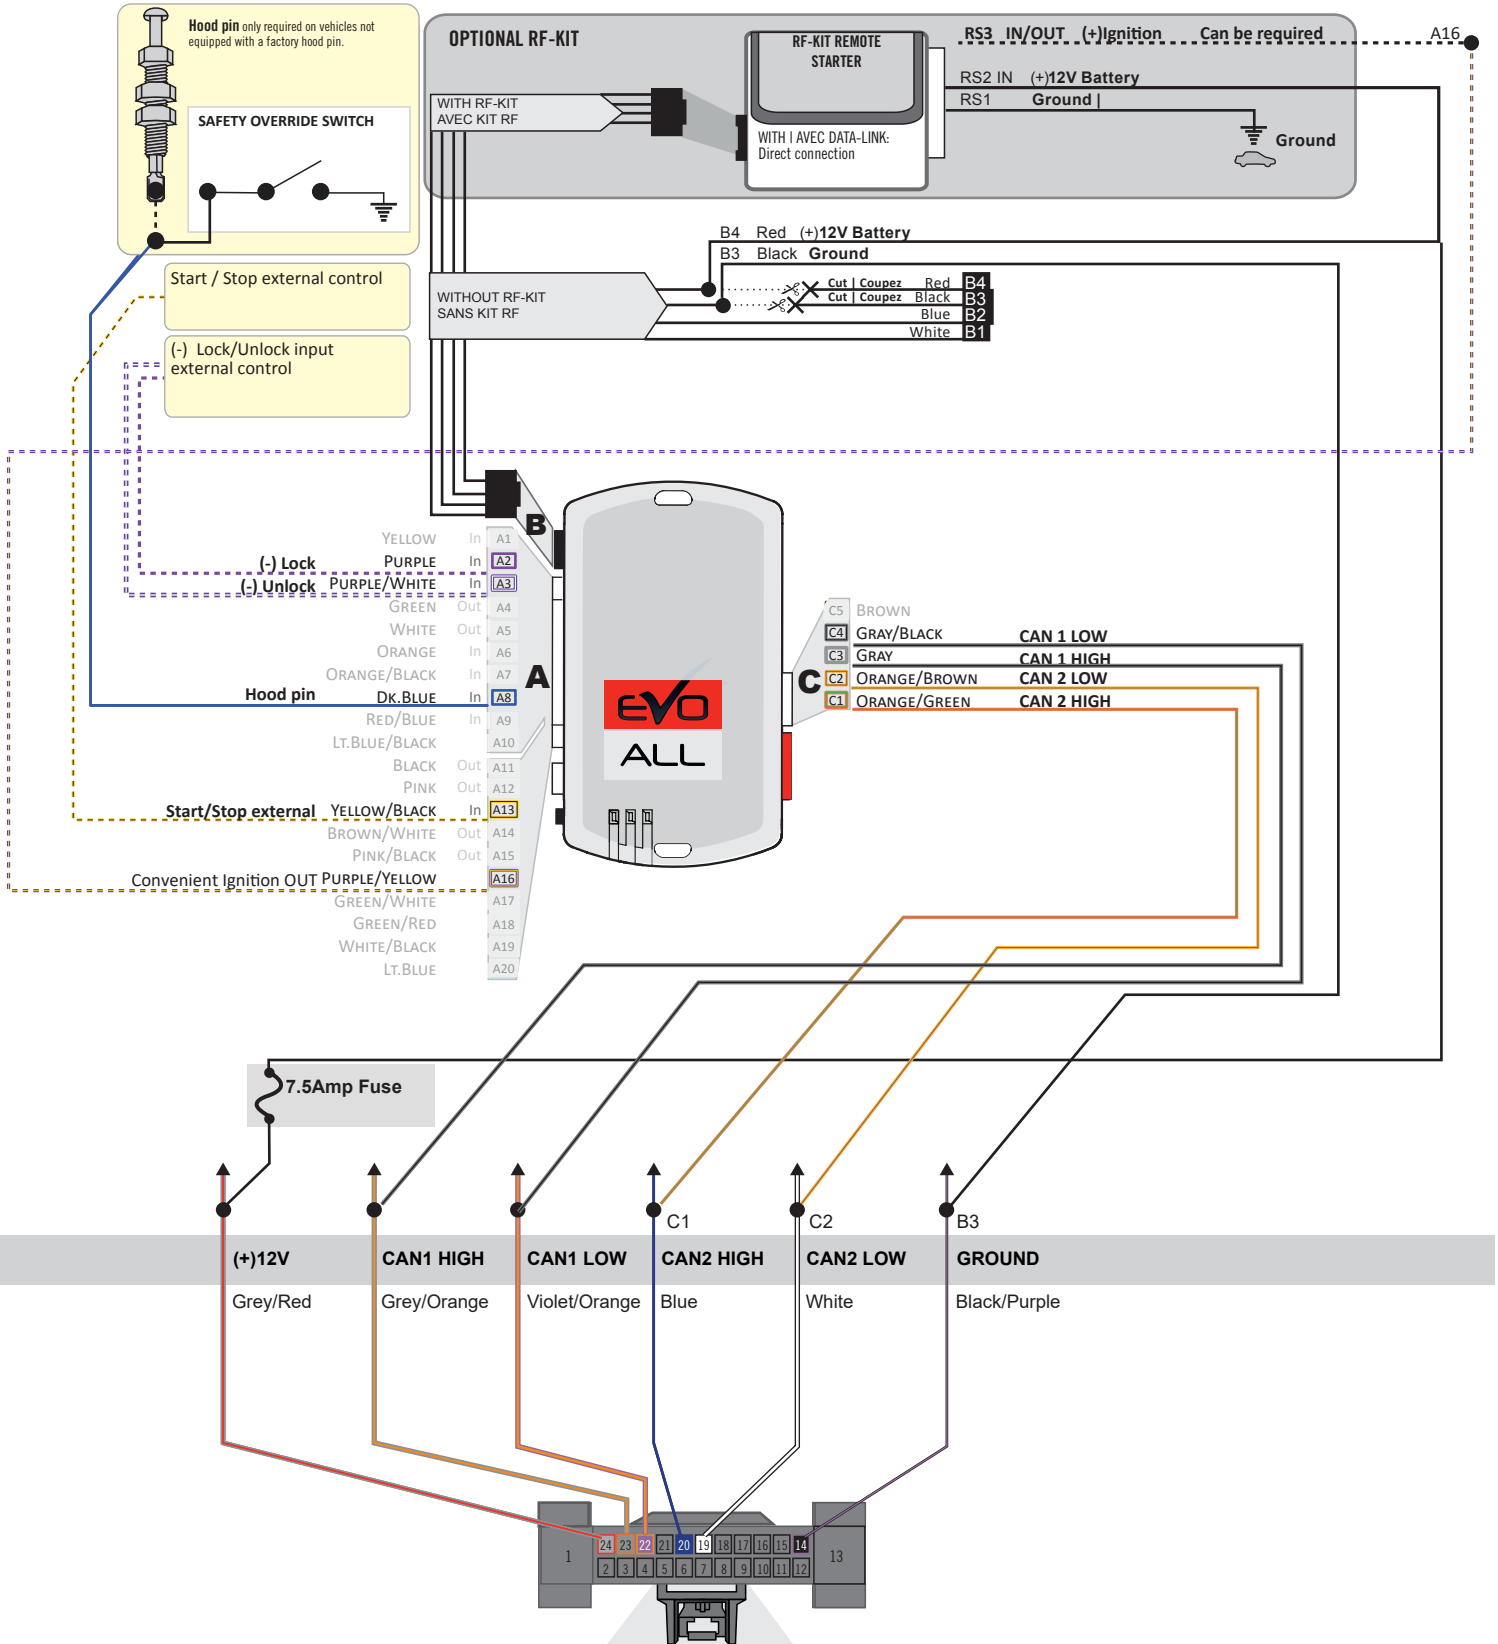 Hood pin only required on vehicles not
equipped with a factory hood pin.
SAFETY OVERRIDE SWITCH
Start / Stop external control
(-) Lock/Unlock input
external control
OPTIONAL RF-KIT
RF-KIT REMOTE
STARTER
WITH RF-KIT
AVEC KIT RF
WITH I AVEC DATA-LINK:
Direct connection
RS3 IN/OUT (+)Ignition Can be required A16
RS2 IN (+)12V Battery
RS1 Ground |
Ground
B4 Red (+)12V Battery
B3 Black Ground
WITHOUT RF-KIT
SANS KIT RF
Cut | Coupez Red B4
Cut | Coupez Black B3
Blue B2
White B1
B
YELLOW In A1
(-) Lock PURPLE In A2
(-) Unlock PURPLE/WHITE In A3
GREEN Out A4
WHITE Out A5
ORANGE In A6
ORANGE/BLACK In A7
Hood pin DK.BLUE In A8
RED/BLUE In A9
LT.BLUE/BLACK A10
BLACK Out A11
PINK Out A12
Start/Stop external YELLOW/BLACK In A13
BROWN/WHITE Out A14
PINK/BLACK Out A15
Convenient Ignition OUT PURPLE/YELLOW A16
GREEN/WHITE A17
GREEN/RED A18
WHITE/BLACK A19
LT.BLUE A20
A
EVO
ALL
C
C5 BROWN
C4 GRAY/BLACK CAN 1 LOW
C3 GRAY CAN 1 HIGH
C2 ORANGE/BROWN CAN 2 LOW
C1 ORANGE/GREEN CAN 2 HIGH
7.5Amp Fuse
C1 C2 B3
(+)12V CAN1 HIGH CAN1 LOW CAN2 HIGH CAN2 LOW GROUND
Grey/Red Grey/Orange Violet/Orange Blue White Black/Purple
1 24 23 22 21 20 19 18 17 16 15 14 13
2 3 4 5 6 7 8 9 10 11 12